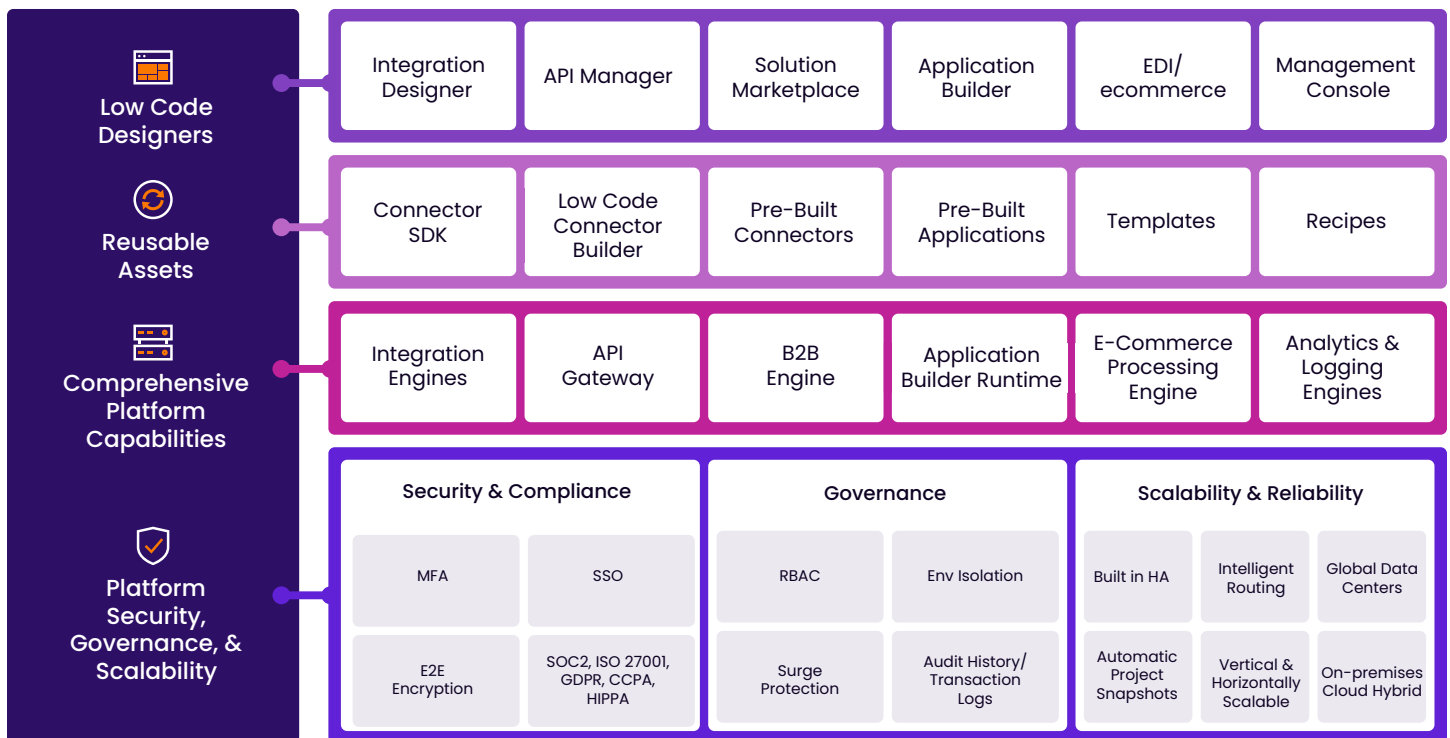 Low Code
Designers
Integration
Designer
API Manager
Solution
Marketplace
Application
Builder
EDI/
ecommerce
Management
Console
Reusable
Assets
Connector
SDK
Low Code
Connector
Builder
Pre-Built
Connectors
Pre-Built
Applications
Templates
Recipes
Comprehensive
Platform
Capabilities
Integration
Engines
API
Gateway
B2B
Engine
Application
Builder Runtime
E-Commerce
Processing
Engine
Analytics &
Logging
Engines
Platform
Security,
Governance, &
Scalability
Security & Compliance
MFA
SSO
E2E
Encryption
SOC2, ISO 27001,
GDPR, CCPA,
HIPPA
Governance
RBAC
Env Isolation
Surge
Protection
Audit History/
Transaction
Logs
Scalability & Reliability
Built in HA
Intelligent
Routing
Global Data
Centers
Automatic
Project
Snapshots
Vertical &
Horizontally
Scalable
On-premises
Cloud Hybrid